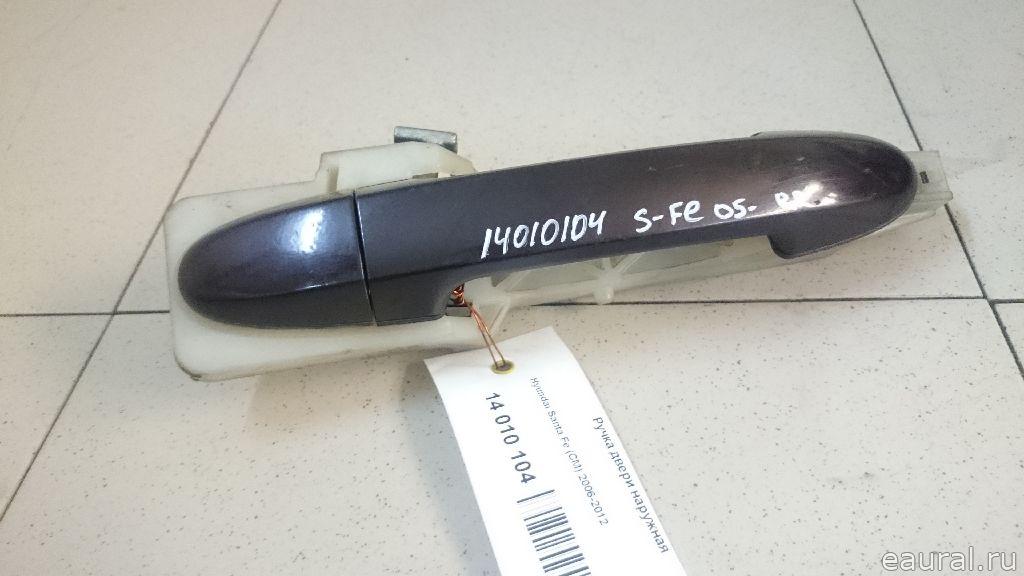 14010104 S-Fe 05-
Ручка двери наружная
Hyundai Santa Fe (CM) 2006-2012
14 010 104
eaural.ru